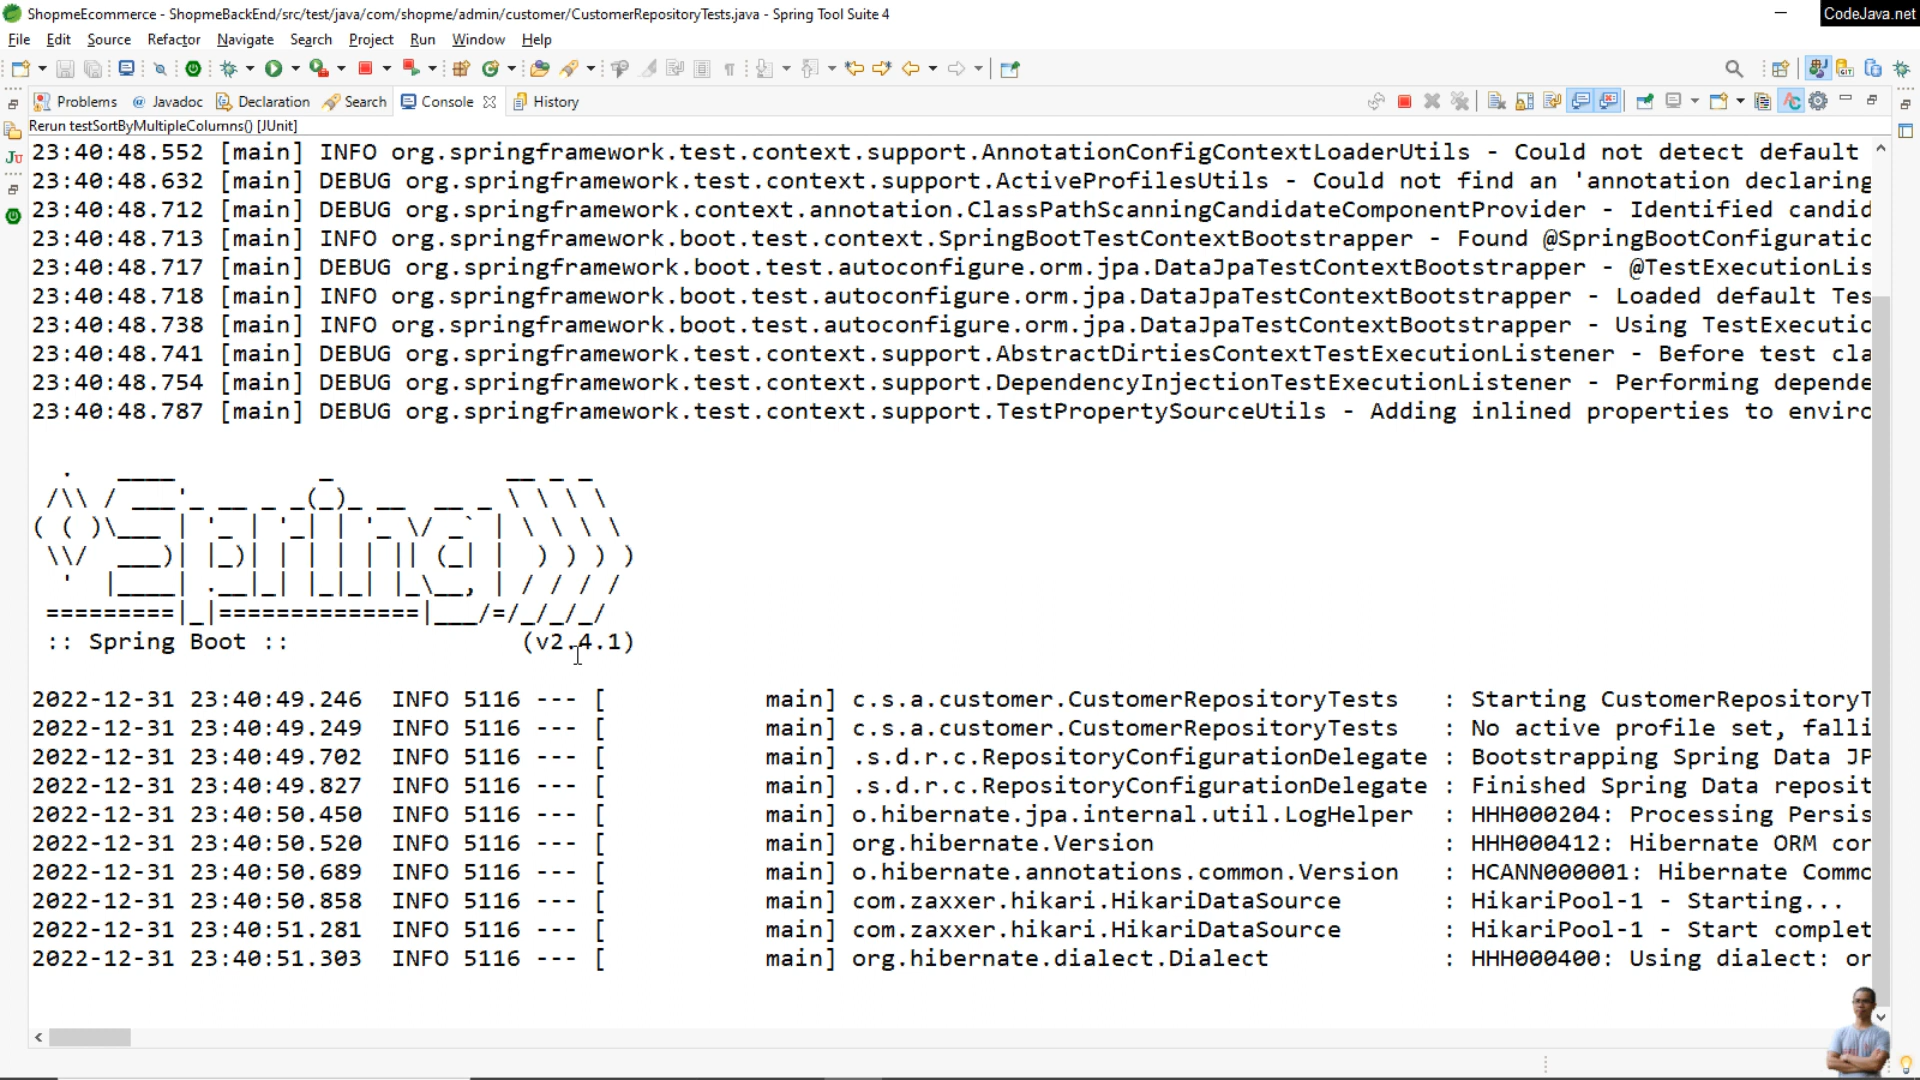 ShopmeEcommerce - ShopmeBackEnd/src/test/java/com/shopme/admin/customer/CustomerRepositoryTests.java - Spring Tool Suite 4
CodeJava.net
File Edit Source Refactor Navigate Search Project Run Window Help
Problems @ Javadoc Declaration Search Console History
Rerun testSortByMultipleColumns() [JUnit]
23:40:48.552 [main] INFO org.springframework.test.context.support.AnnotationConfigContextLoaderUtils - Could not detect default
23:40:48.632 [main] DEBUG org.springframework.test.context.support.ActiveProfilesUtils - Could not find an 'annotation declaring
23:40:48.712 [main] DEBUG org.springframework.context.annotation.ClassPathScanningCandidateComponentProvider - Identified candid
23:40:48.713 [main] INFO org.springframework.boot.test.context.SpringBootTestContextBootstrapper - Found @SpringBootConfiguratio
23:40:48.717 [main] DEBUG org.springframework.boot.test.autoconfigure.orm.jpa.DataJpaTestContextBootstrapper - @TestExecutionLis
23:40:48.718 [main] INFO org.springframework.boot.test.autoconfigure.orm.jpa.DataJpaTestContextBootstrapper - Loaded default Tes
23:40:48.738 [main] INFO org.springframework.boot.test.autoconfigure.orm.jpa.DataJpaTestContextBootstrapper - Using TestExecutio
23:40:48.741 [main] DEBUG org.springframework.test.context.support.AbstractDirtiesContextTestExecutionListener - Before test cla
23:40:48.754 [main] DEBUG org.springframework.test.context.support.DependencyInjectionTestExecutionListener - Performing depende
23:40:48.787 [main] DEBUG org.springframework.test.context.support.TestPropertySourceUtils - Adding inlined properties to enviro
Spring
:: Spring Boot :: (v2.4.1)
2022-12-31 23:40:49.246 INFO 5116 --- [ main] c.s.a.customer.CustomerRepositoryTests : Starting CustomerRepositoryT
2022-12-31 23:40:49.249 INFO 5116 --- [ main] c.s.a.customer.CustomerRepositoryTests : No active profile set, falli
2022-12-31 23:40:49.702 INFO 5116 --- [ main] .s.d.r.c.RepositoryConfigurationDelegate : Bootstrapping Spring Data JP
2022-12-31 23:40:49.827 INFO 5116 --- [ main] .s.d.r.c.RepositoryConfigurationDelegate : Finished Spring Data reposit
2022-12-31 23:40:50.450 INFO 5116 --- [ main] o.hibernate.jpa.internal.util.LogHelper : HHH000204: Processing Persis
2022-12-31 23:40:50.520 INFO 5116 --- [ main] org.hibernate.Version : HHH000412: Hibernate ORM cor
2022-12-31 23:40:50.689 INFO 5116 --- [ main] o.hibernate.annotations.common.Version : HCANN000001: Hibernate Commo
2022-12-31 23:40:50.858 INFO 5116 --- [ main] com.zaxxer.hikari.HikariDataSource : HikariPool-1 - Starting...
2022-12-31 23:40:51.281 INFO 5116 --- [ main] com.zaxxer.hikari.HikariDataSource : HikariPool-1 - Start complet
2022-12-31 23:40:51.303 INFO 5116 --- [ main] org.hibernate.dialect.Dialect : HHH000400: Using dialect: or